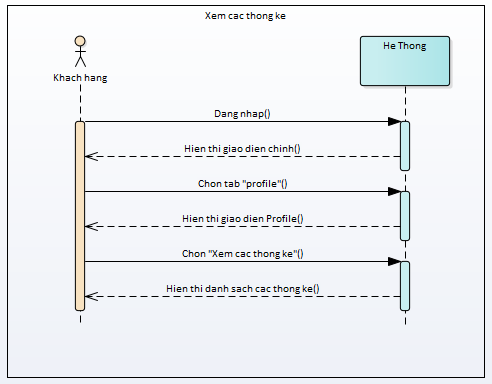 Xem cac thong ke
He Thong
Khach hang
Dang nhap()
Hien thi giao dien chinh()
Chon tab "profile"()
Hien thi giao dien Profile()
Chon "Xem cac thong ke"()
Hien thi danh sach cac thong ke()